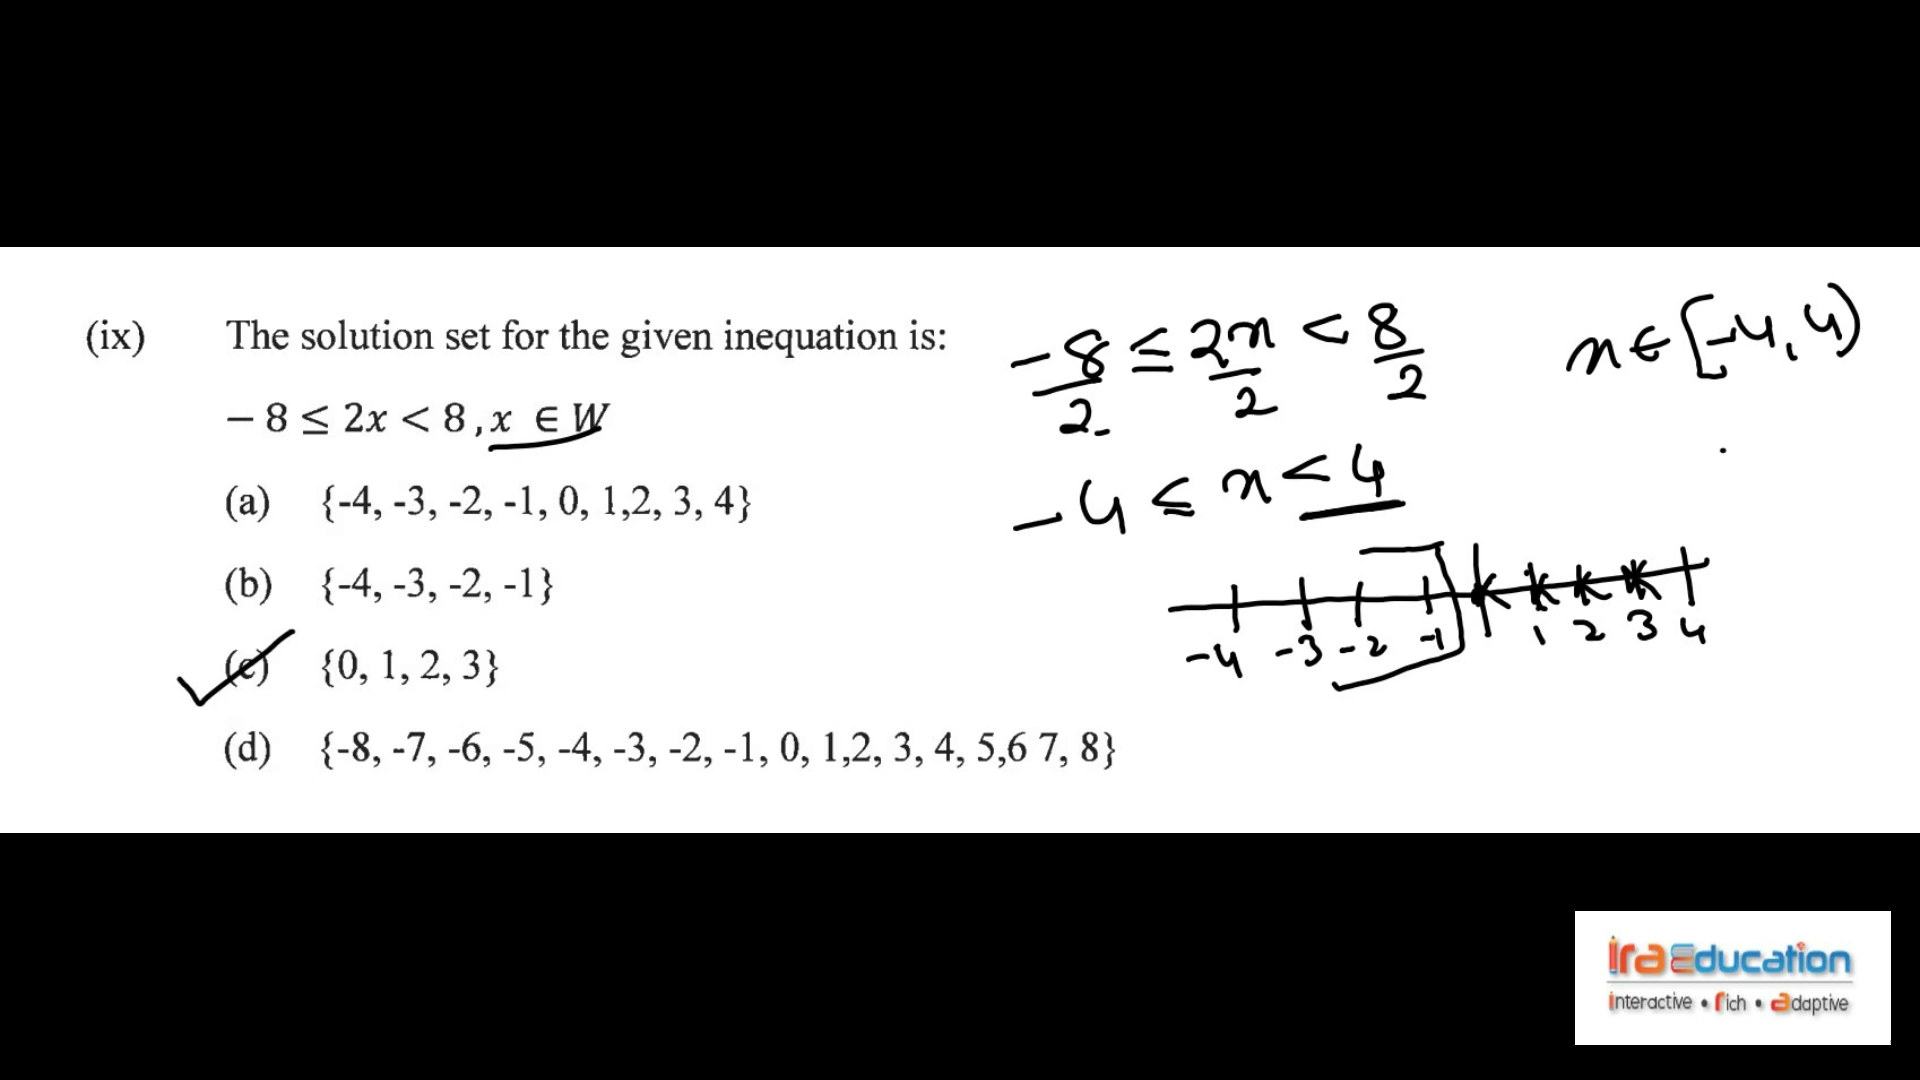 (ix) The solution set for the given inequation is:
− 8 ≤ 2x < 8 , x ∈ W
(a) {-4, -3, -2, -1, 0, 1,2, 3, 4}
(b) {-4, -3, -2, -1}
(c) {0, 1, 2, 3}
(d) {-8, -7, -6, -5, -4, -3, -2, -1, 0, 1,2, 3, 4, 5,6 7, 8}
-8/2 ≤ 2x/2 < 8/2
-4 ≤ x < 4
-4 -3 -2 -1 1 2 3 4
x ∈ [-4, 4)
Ira Education
interactive • rich • adaptive